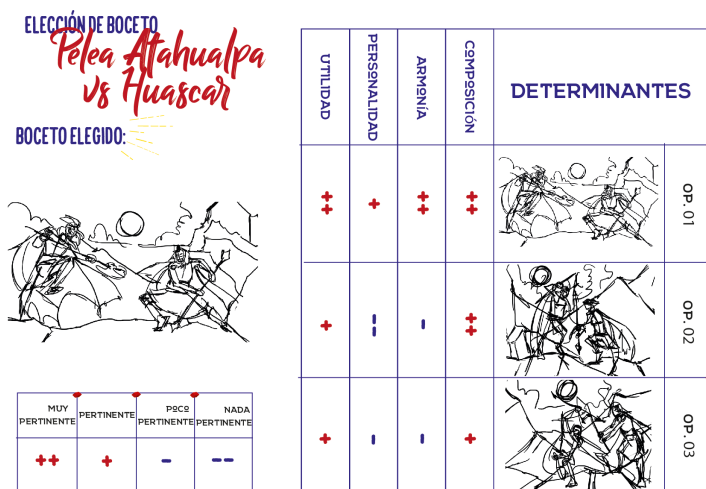 ELECCIÓN DE BOCETO
Pelea Atahualpa
vs Huascar
BOCETO ELEGIDO:
MUY PERTINENTE
PERTINENTE
POCO PERTINENTE
NADA PERTINENTE
++
+
-
--
UTILIDAD
PERSONALIDAD
ARMONÍA
COMPOSICIÓN
DETERMINANTES
++
+
++
++
OP. 01
+
--
-
++
OP. 02
+
-
-
+
OP. 03